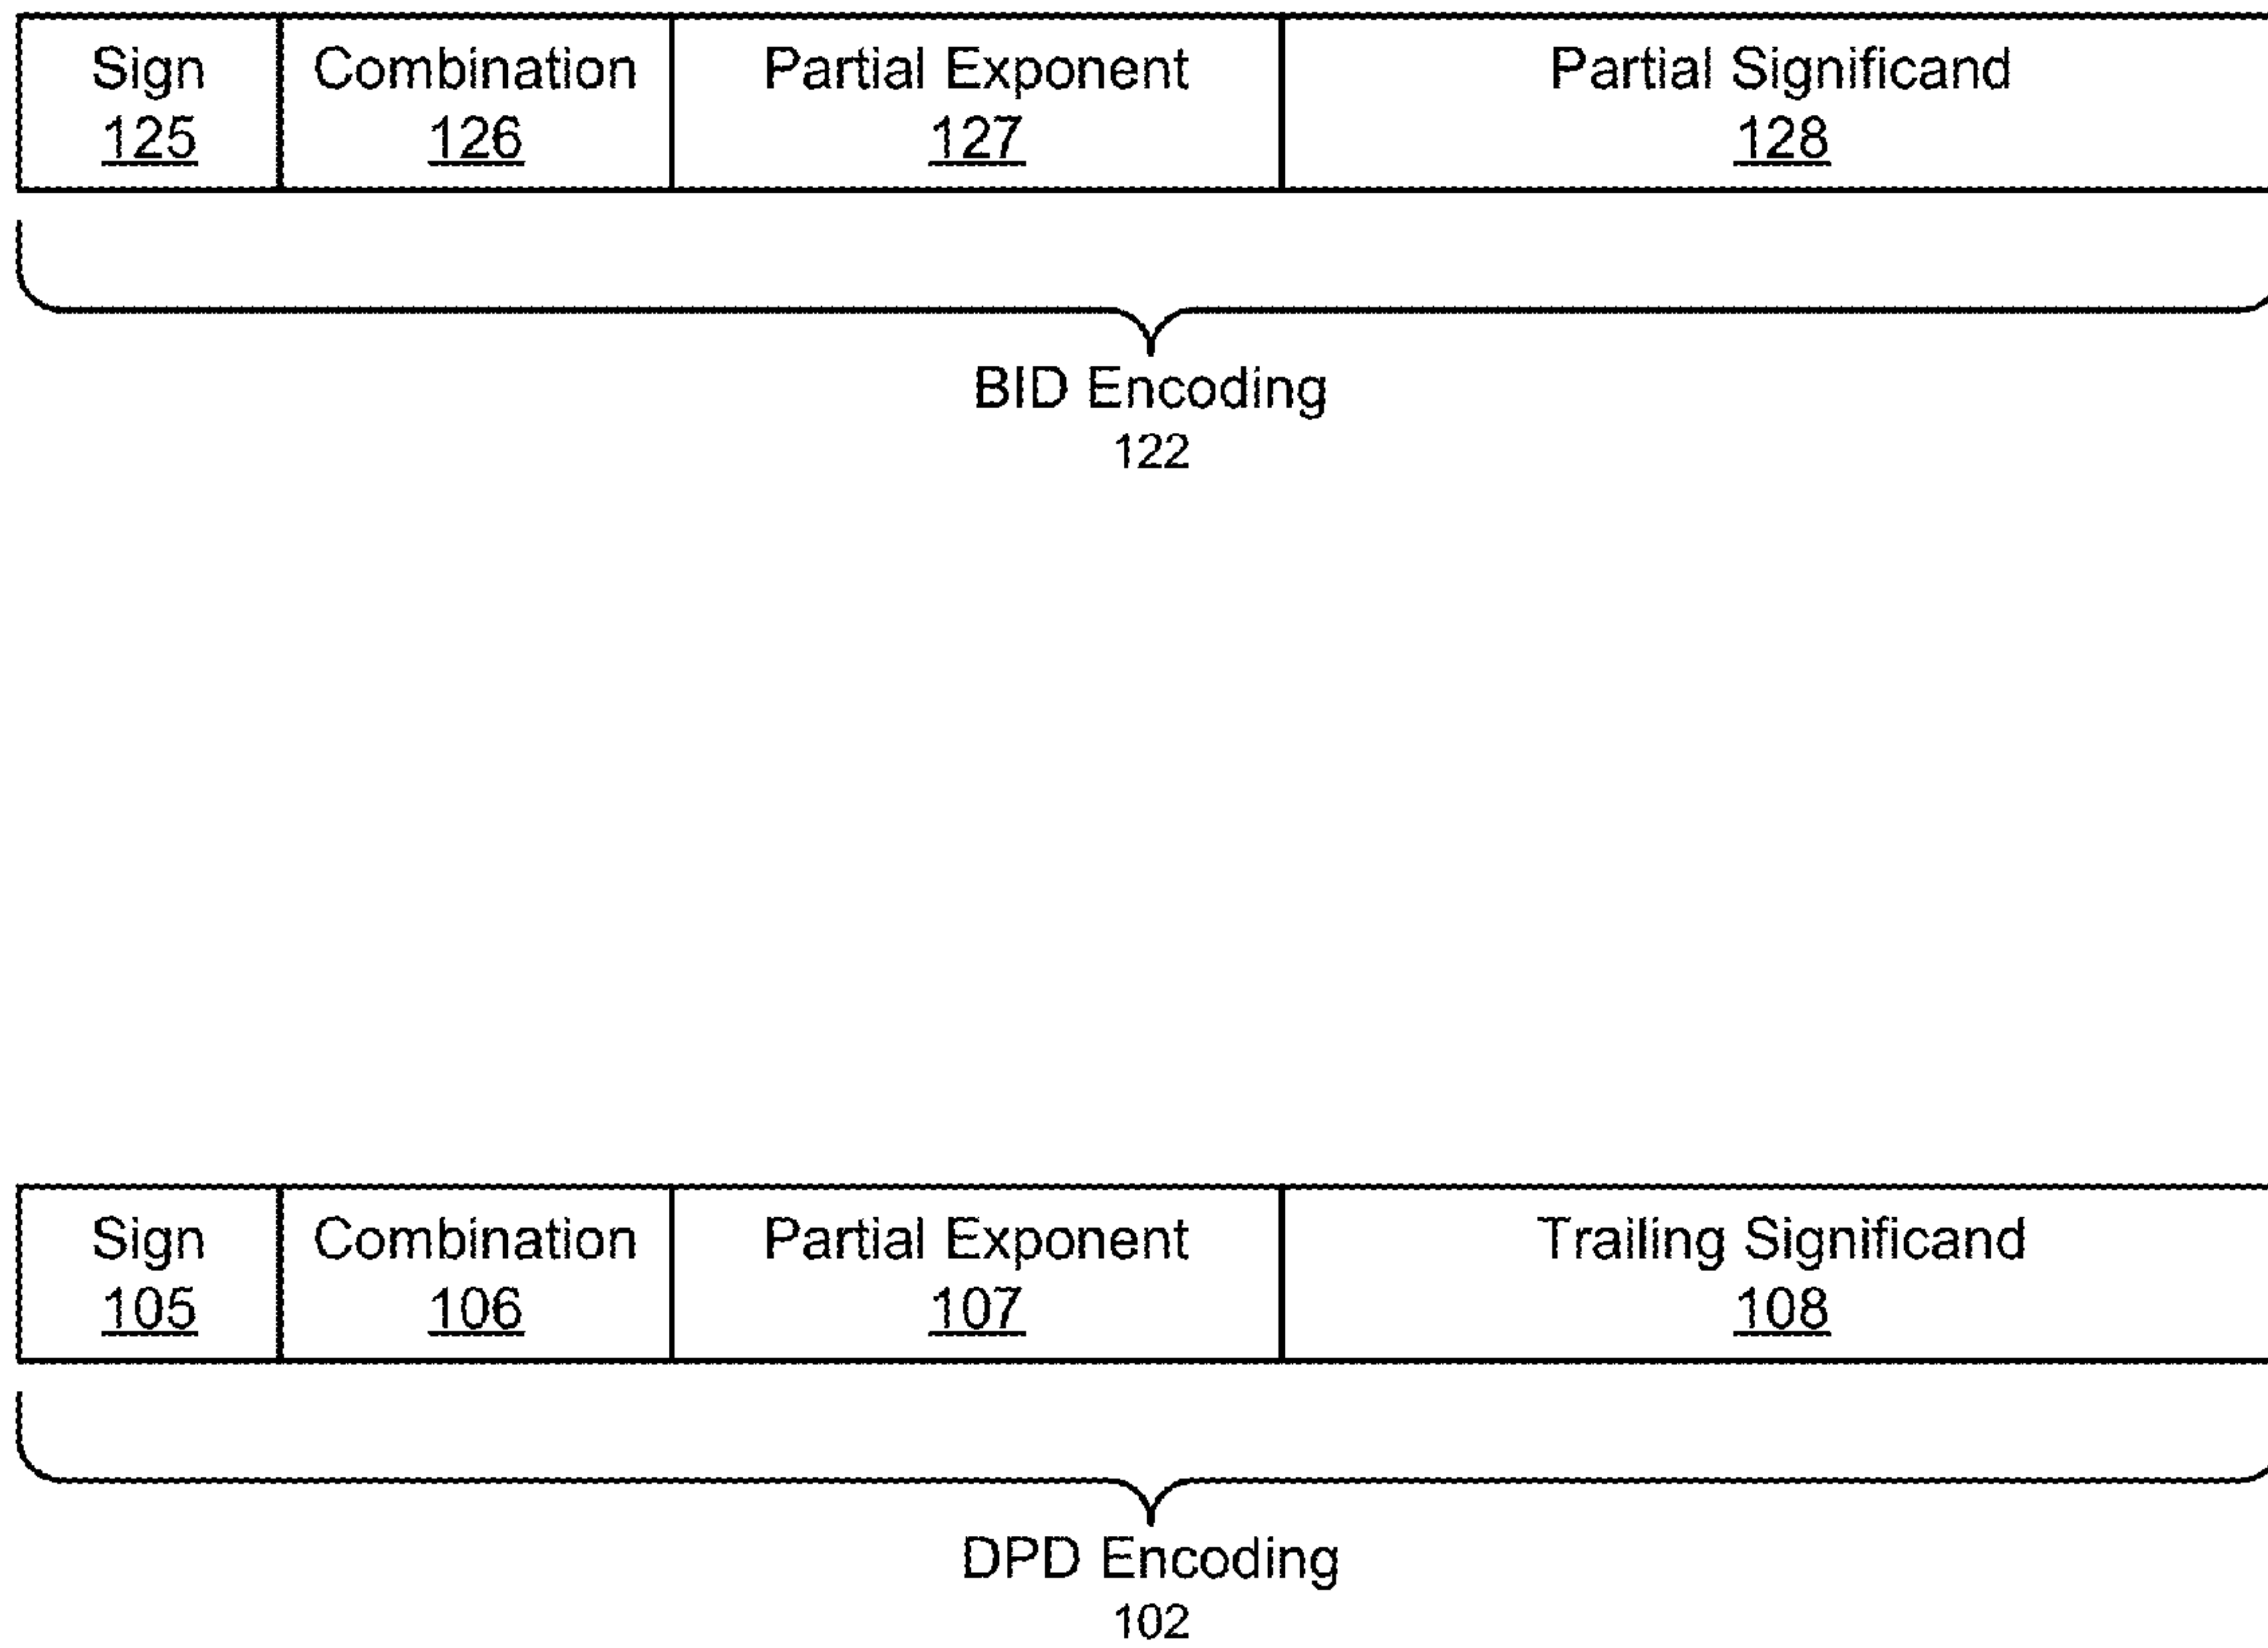 Sign Combination Partial Exponent Partial Significand
125 126 127 128
BID Encoding
122
Sign Combination Partial Exponent Trailing Significand
105 106 107 108
DPD Encoding
102